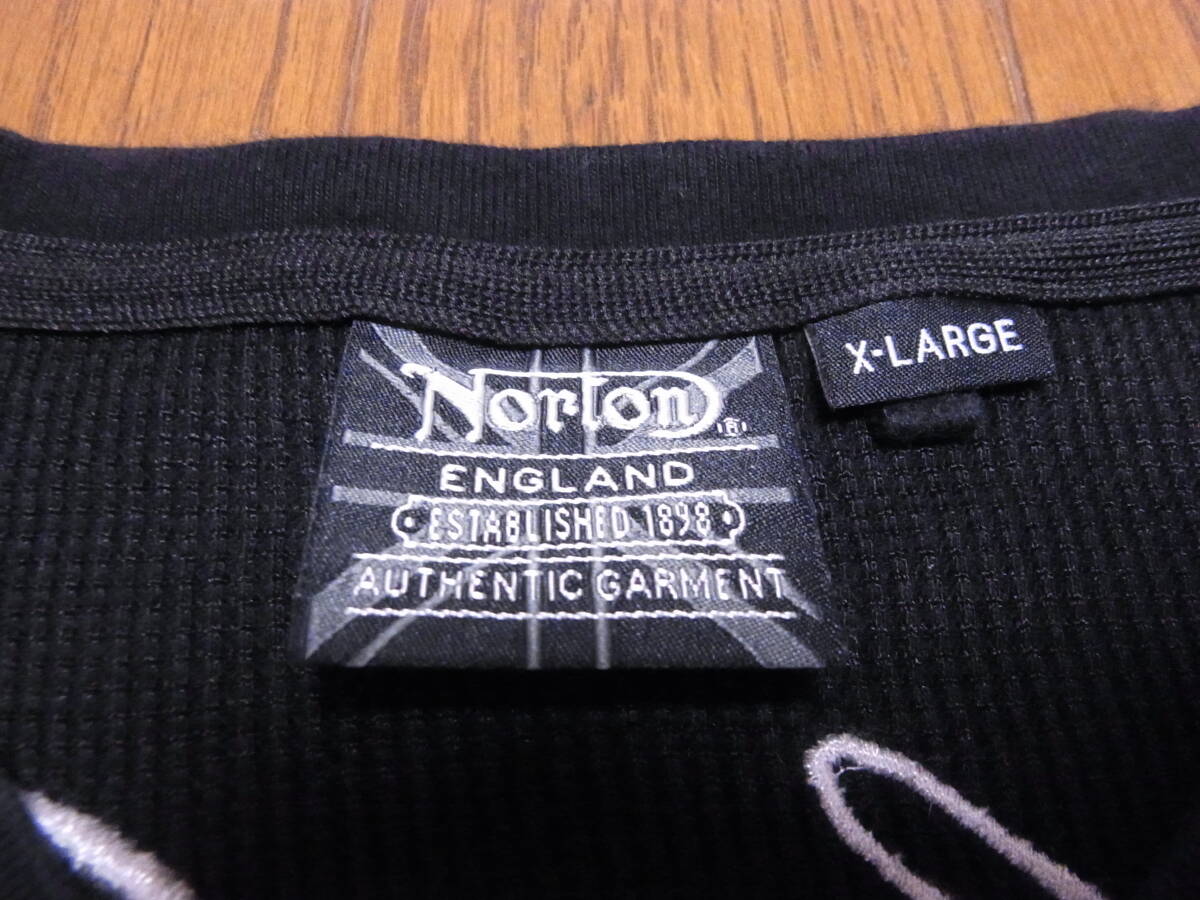 Norton ®
ENGLAND
ESTABLISHED 1898
AUTHENTIC GARMENT
X-LARGE